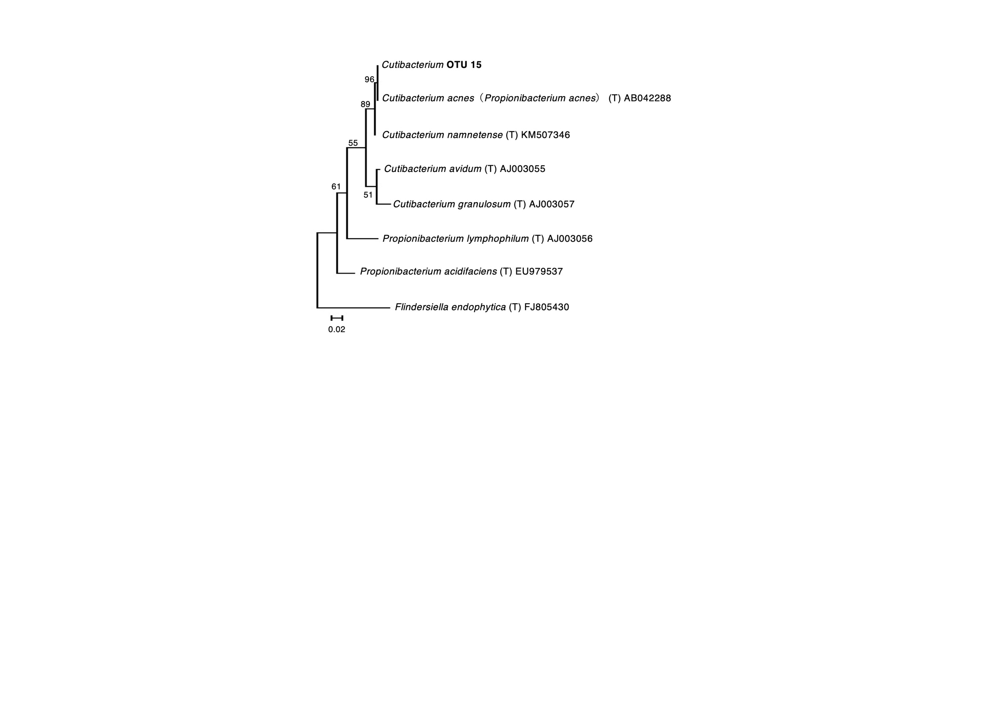 Cutibacterium OTU 15
96
Cutibacterium acnes（Propionibacterium acnes） (T) AB042288
89
Cutibacterium namnetense (T) KM507346
55
Cutibacterium avidum (T) AJ003055
61
51
Cutibacterium granulosum (T) AJ003057
Propionibacterium lymphophilum (T) AJ003056
Propionibacterium acidifaciens (T) EU979537
Flindersiella endophytica (T) FJ805430
0.02